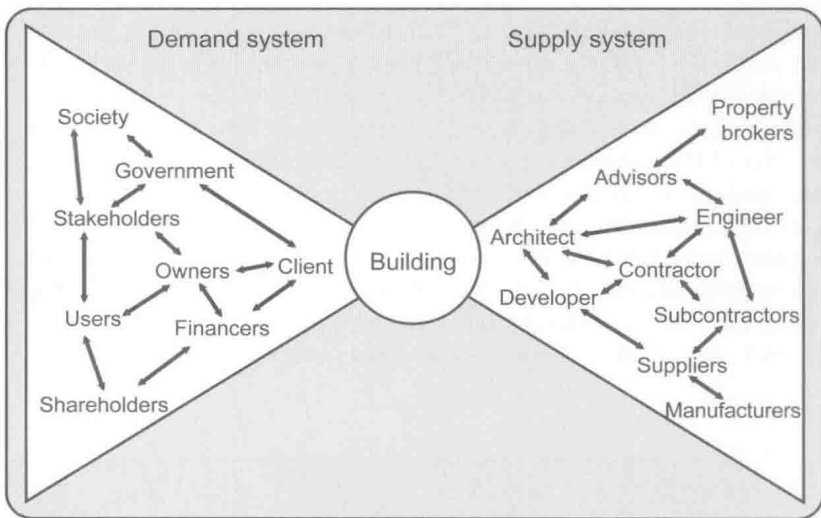 Demand system
Supply system
Society
Government
Stakeholders
Owners
Client
Users
Financers
Shareholders
Building
Property
brokers
Advisors
Engineer
Architect
Contractor
Developer
Subcontractors
Suppliers
Manufacturers